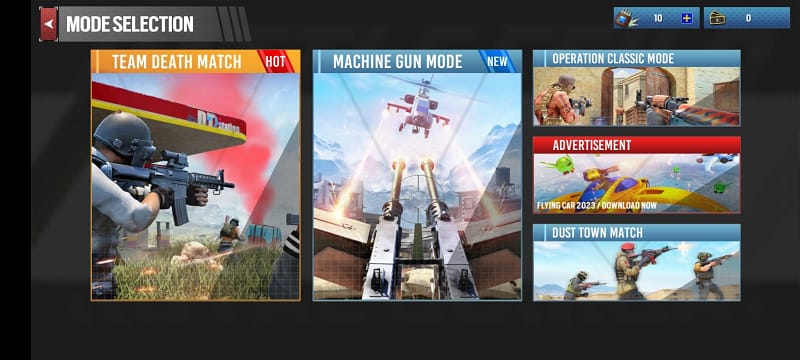 MODE SELECTION
10
0
TEAM DEATH MATCH
HOT
MACHINE GUN MODE
NEW
OPERATION CLASSIC MODE
ADVERTISEMENT
FLYING CAR 2023 / DOWNLOAD NOW
DUST TOWN MATCH